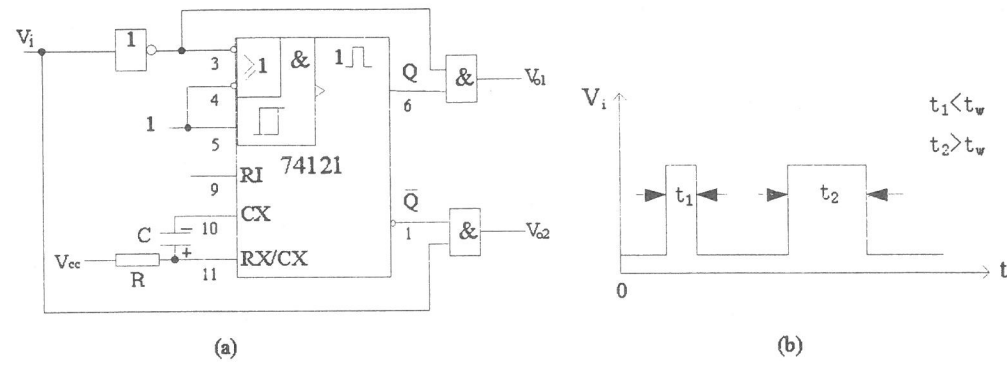 Vi
1
3
4
1
5
≥1
&
1
Q
6
&
Vo1
74121
9
RI
10
CX
C
−
+
Vcc
R
11
RX/CX
Q̅
1
&
Vo2
(a)
Vi
t1<tw
t2>tw
t1
t2
0
t
(b)